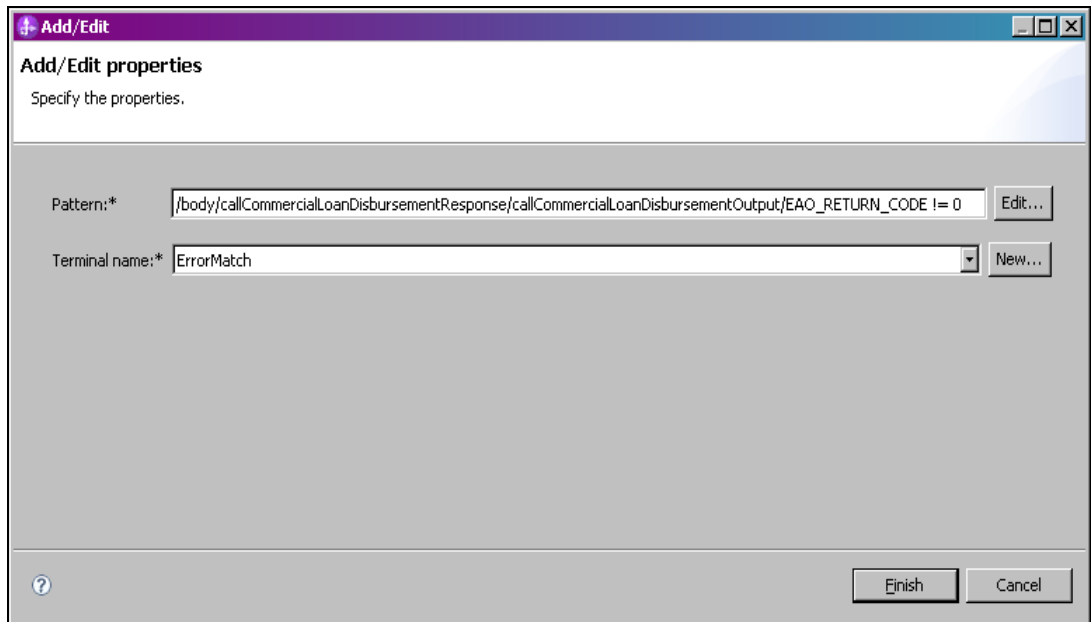 Add/Edit
Add/Edit properties
Specify the properties.
Pattern:* /body/callCommercialLoanDisbursementResponse/callCommercialLoanDisbursementOutput/EAO_RETURN_CODE != 0 Edit...
Terminal name:* ErrorMatch New...
? Finish Cancel